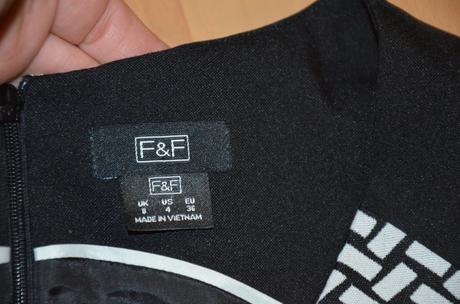 F&F
F&F
UK US EU
8 4 36
MADE IN VIETNAM